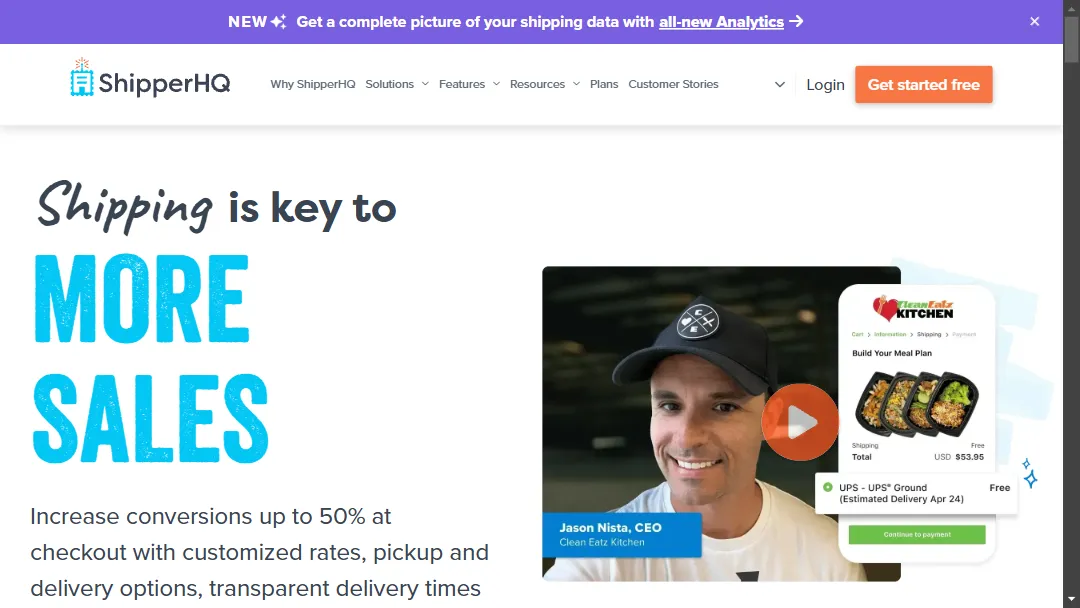 NEW Get a complete picture of your shipping data with all-new Analytics →
ShipperHQ
Why ShipperHQ Solutions Features Resources Plans Customer Stories
Login
Get started free
Shipping is key to
MORE
SALES
Increase conversions up to 50% at
checkout with customized rates, pickup and
delivery options, transparent delivery times
C X E
Jason Nista, CEO
Clean Eatz Kitchen
CleanEatz
KITCHEN
Cart > Information > Shipping > Payment
Build Your Meal Plan
Shipping Free
Total USD $53.95
UPS - UPS® Ground Free
(Estimated Delivery Apr 24)
Continue to payment